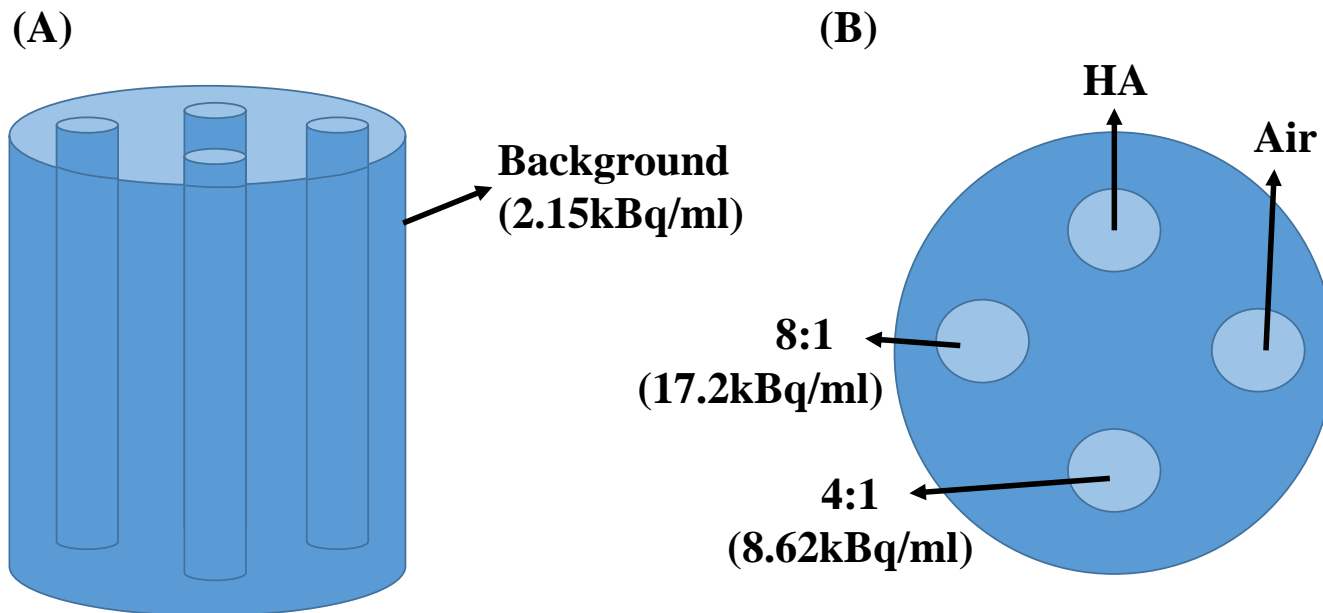 (A)
Background
(2.15kBq/ml)
(B)
HA
Air
8:1
(17.2kBq/ml)
4:1
(8.62kBq/ml)